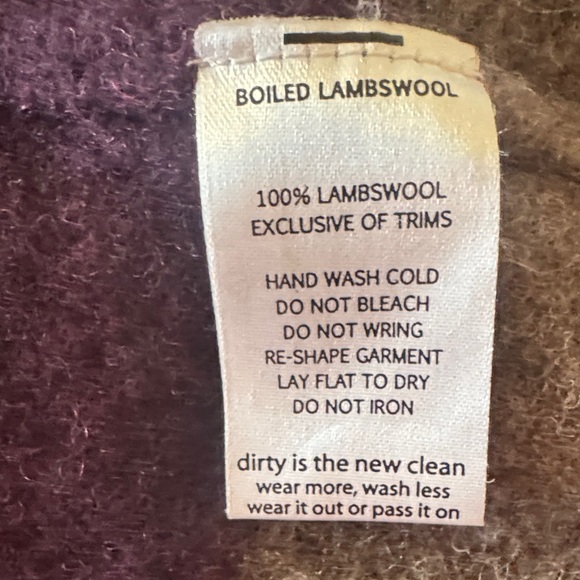 BOILED LAMBSWOOL
100% LAMBSWOOL
EXCLUSIVE OF TRIMS
HAND WASH COLD
DO NOT BLEACH
DO NOT WRING
RE-SHAPE GARMENT
LAY FLAT TO DRY
DO NOT IRON
dirty is the new clean
wear more, wash less
wear it out or pass it on